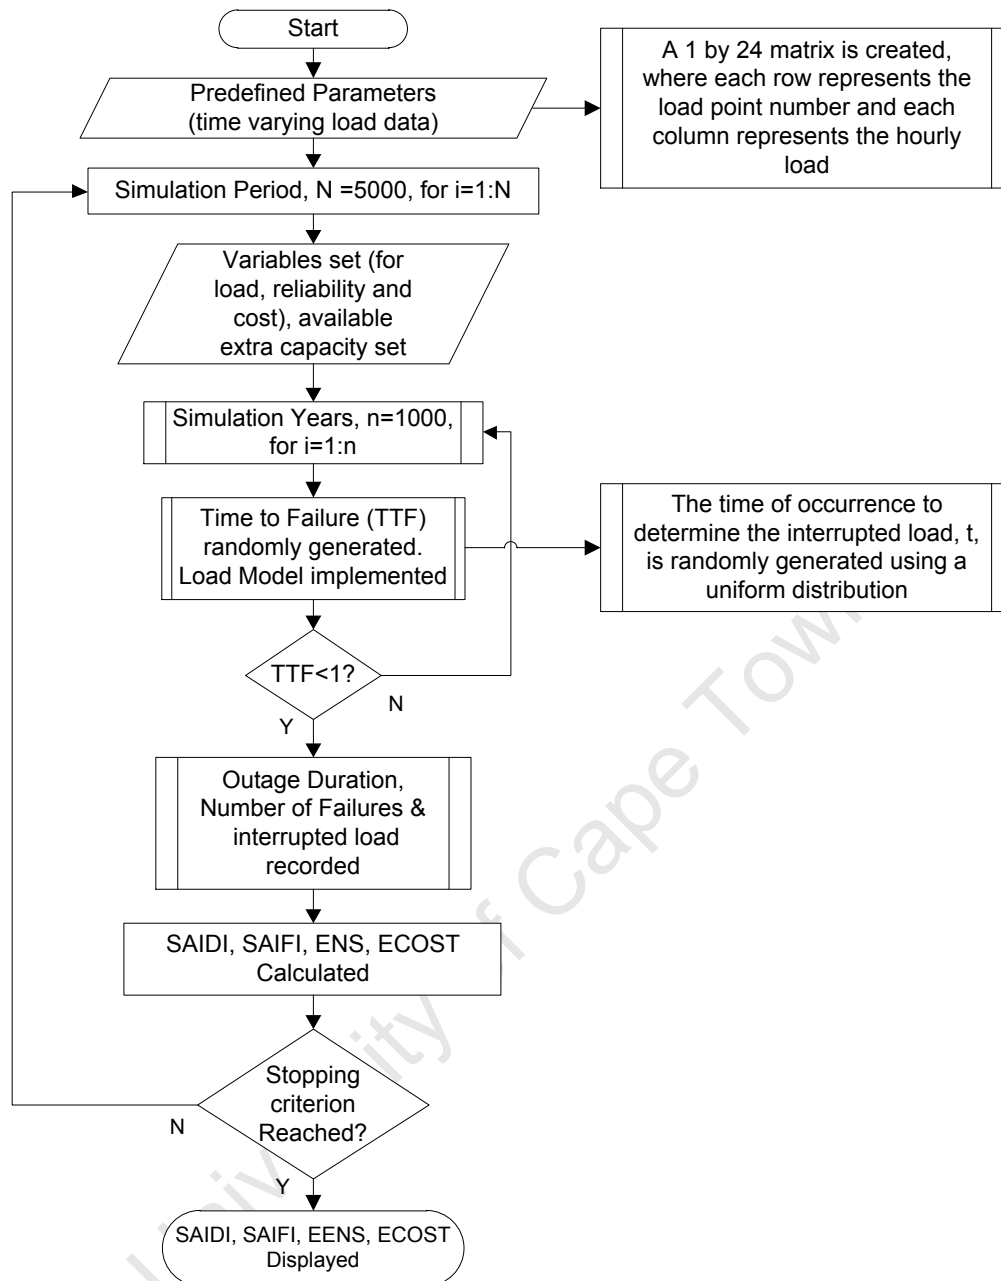 Start
Predefined Parameters
(time varying load data)
A 1 by 24 matrix is created,
where each row represents the
load point number and each
column represents the hourly
load
Simulation Period, N =5000, for i=1:N
Variables set (for
load, reliability and
cost), available
extra capacity set
Simulation Years, n=1000,
for i=1:n
Time to Failure (TTF)
randomly generated.
Load Model implemented
The time of occurrence to
determine the interrupted load, t,
is randomly generated using a
uniform distribution
TTF<1?
N
Y
Outage Duration,
Number of Failures &
interrupted load
recorded
SAIDI, SAIFI, ENS, ECOST
Calculated
Stopping
criterion
Reached?
N
Y
SAIDI, SAIFI, EENS, ECOST
Displayed
University of Cape Town